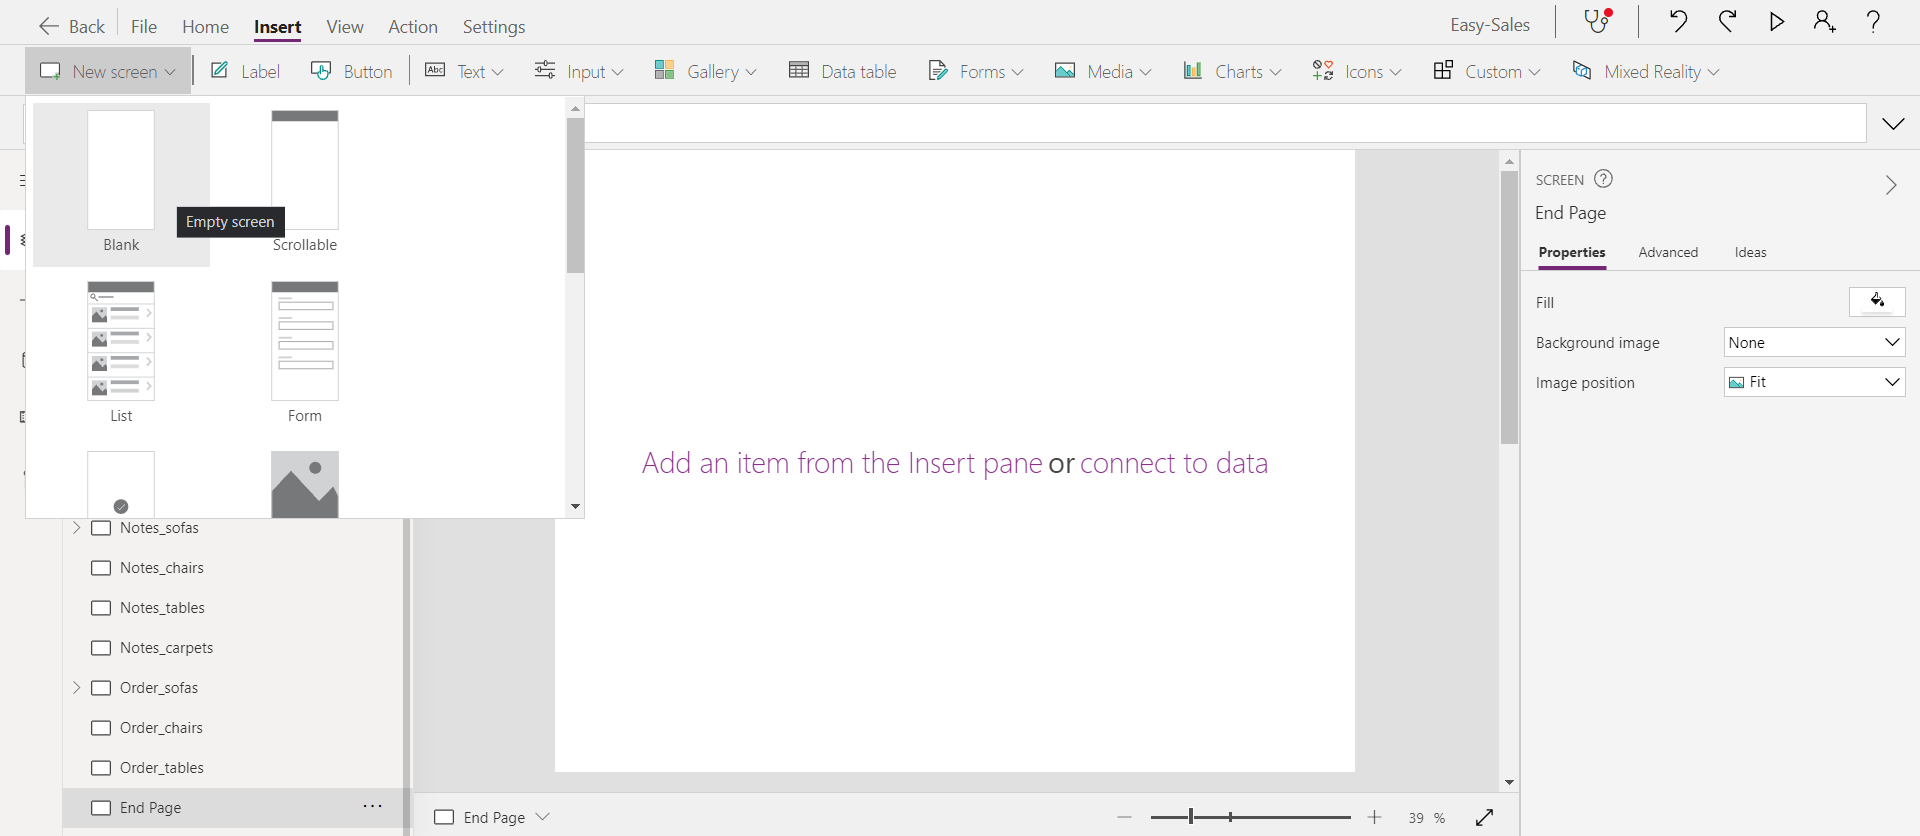 Back File Home Insert View Action Settings Easy-Sales
New screen Label Button Abc Text Input Gallery Data table Forms Media Charts Icons Custom Mixed Reality
Blank
Empty screen
Scrollable
List
Form
Notes_sofas
Notes_chairs
Notes_tables
Notes_carpets
Order_sofas
Order_chairs
Order_tables
End Page ...
Add an item from the Insert pane or connect to data
End Page
39 %
SCREEN
End Page
Properties Advanced Ideas
Fill
Background image None
Image position Fit